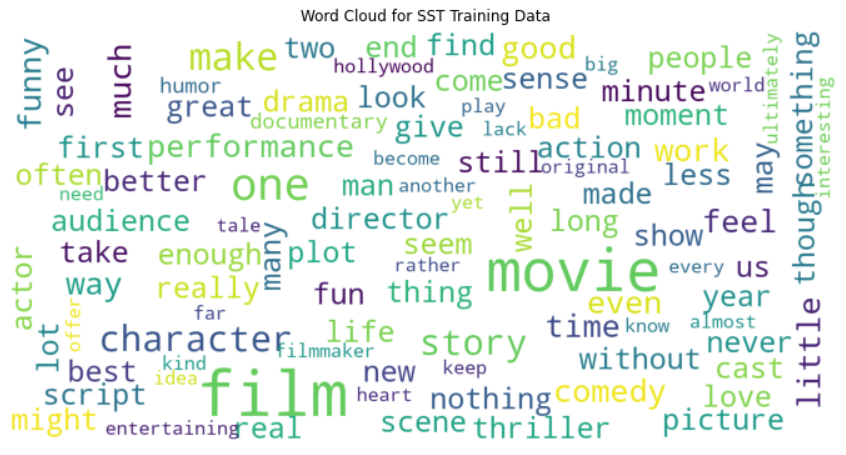 Word Cloud for SST Training Data
funny
see
much
make
two
end
find
good
people
hollywood
big
humor
come
sense
minute
world
ultimately
something
great
drama
look
play
moment
documentary
give
lack
bad
interesting
first
performance
become
still
original
action
work
may
often
better
one
man
another
made
less
need
yet
audience
tale
director
well
long
feel
though
take
enough
many
plot
seem
show
actor
way
really
rather
movie
every
us
fun
thing
even
year
offer
far
lot
character
life
time
know
almost
never
little
filmmaker
story
without
best
kind
idea
new
keep
cast
script
film
heart
nothing
comedy
love
might
entertaining
real
scene
thriller
picture